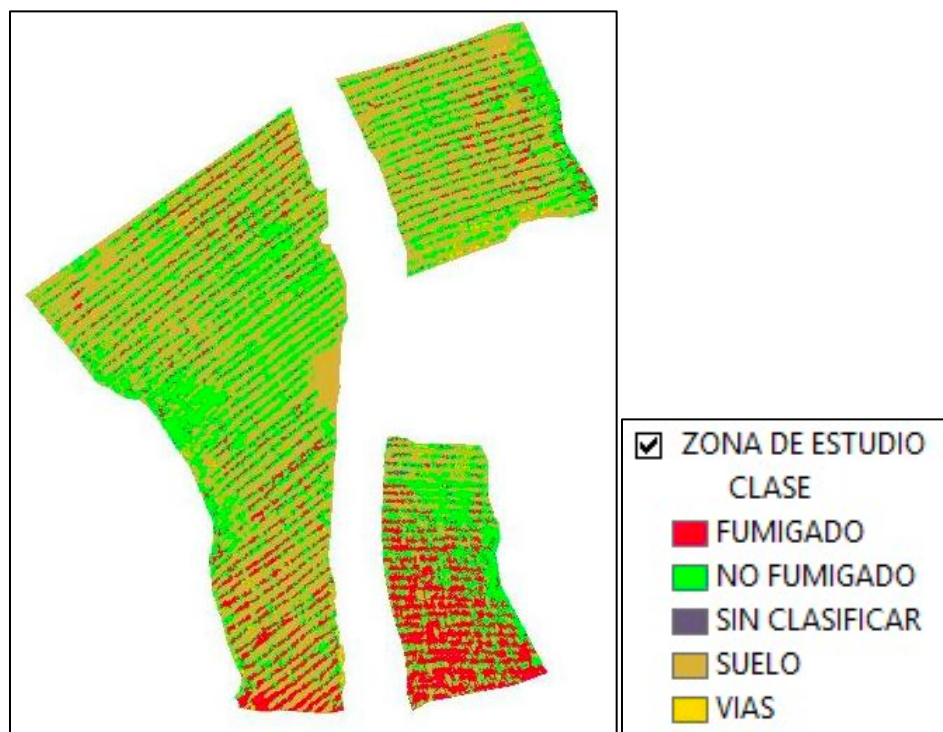 ZONA DE ESTUDIO
CLASE
FUMIGADO
NO FUMIGADO
SIN CLASIFICAR
SUELO
VIAS